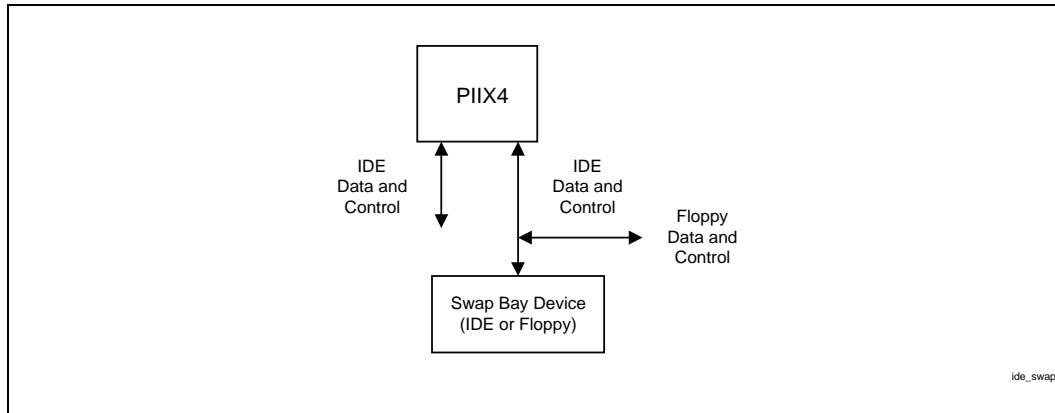 PIIX4
IDE
Data and
Control
IDE
Data and
Control
Floppy
Data and
Control
Swap Bay Device
(IDE or Floppy)
ide_swap